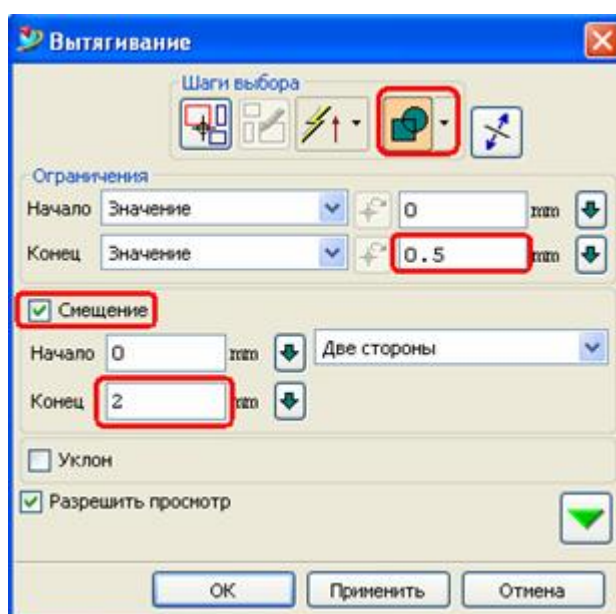 Вытягивание
Шаги выбора
Ограничения
Начало Значение 0 mm
Конец Значение 0.5 mm
Смещение
Начало 0 mm Две стороны
Конец 2 mm
Уклон
Разрешить просмотр
OK Применить Отмена